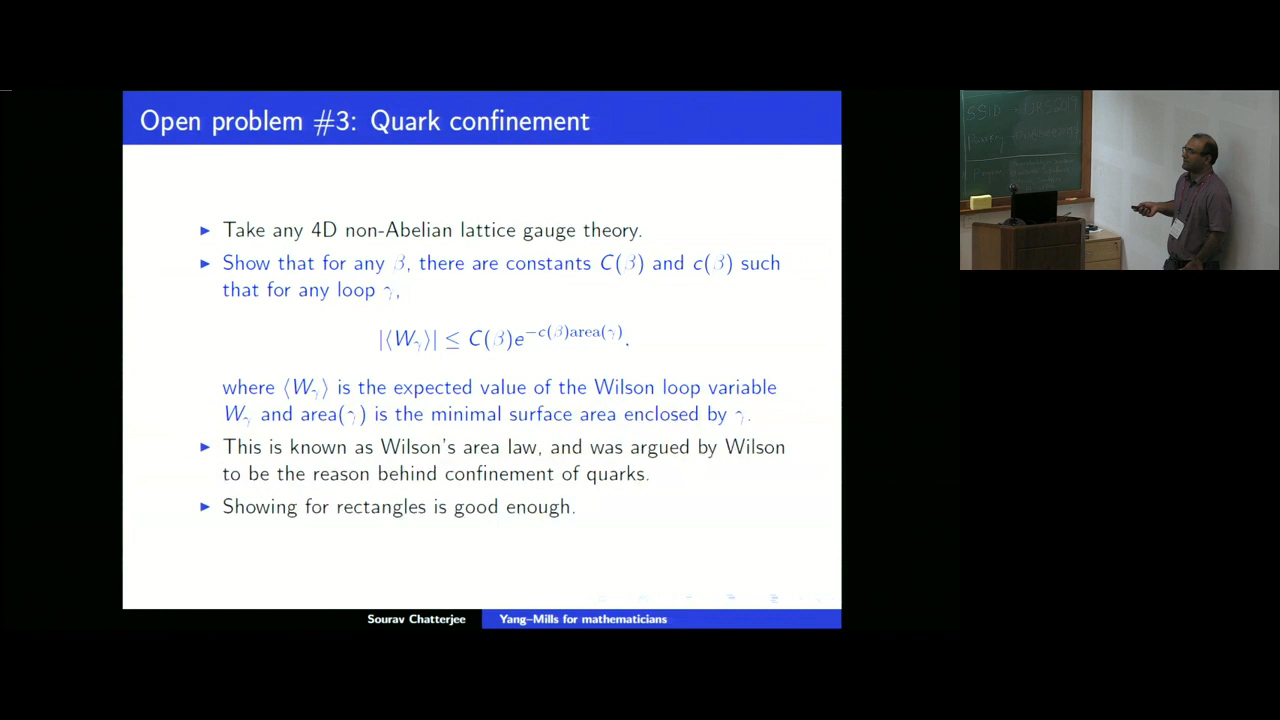 Open problem #3: Quark confinement
▶ Take any 4D non-Abelian lattice gauge theory.
▶ Show that for any β, there are constants C(β) and c(β) such
that for any loop γ,
|⟨W_γ⟩| ≤ C(β)e^{−c(β)area(γ)}.
where ⟨W_γ⟩ is the expected value of the Wilson loop variable
W_γ and area(γ) is the minimal surface area enclosed by γ.
▶ This is known as Wilson's area law, and was argued by Wilson
to be the reason behind confinement of quarks.
▶ Showing for rectangles is good enough.
Sourav Chatterjee
Yang–Mills for mathematicians
SSID